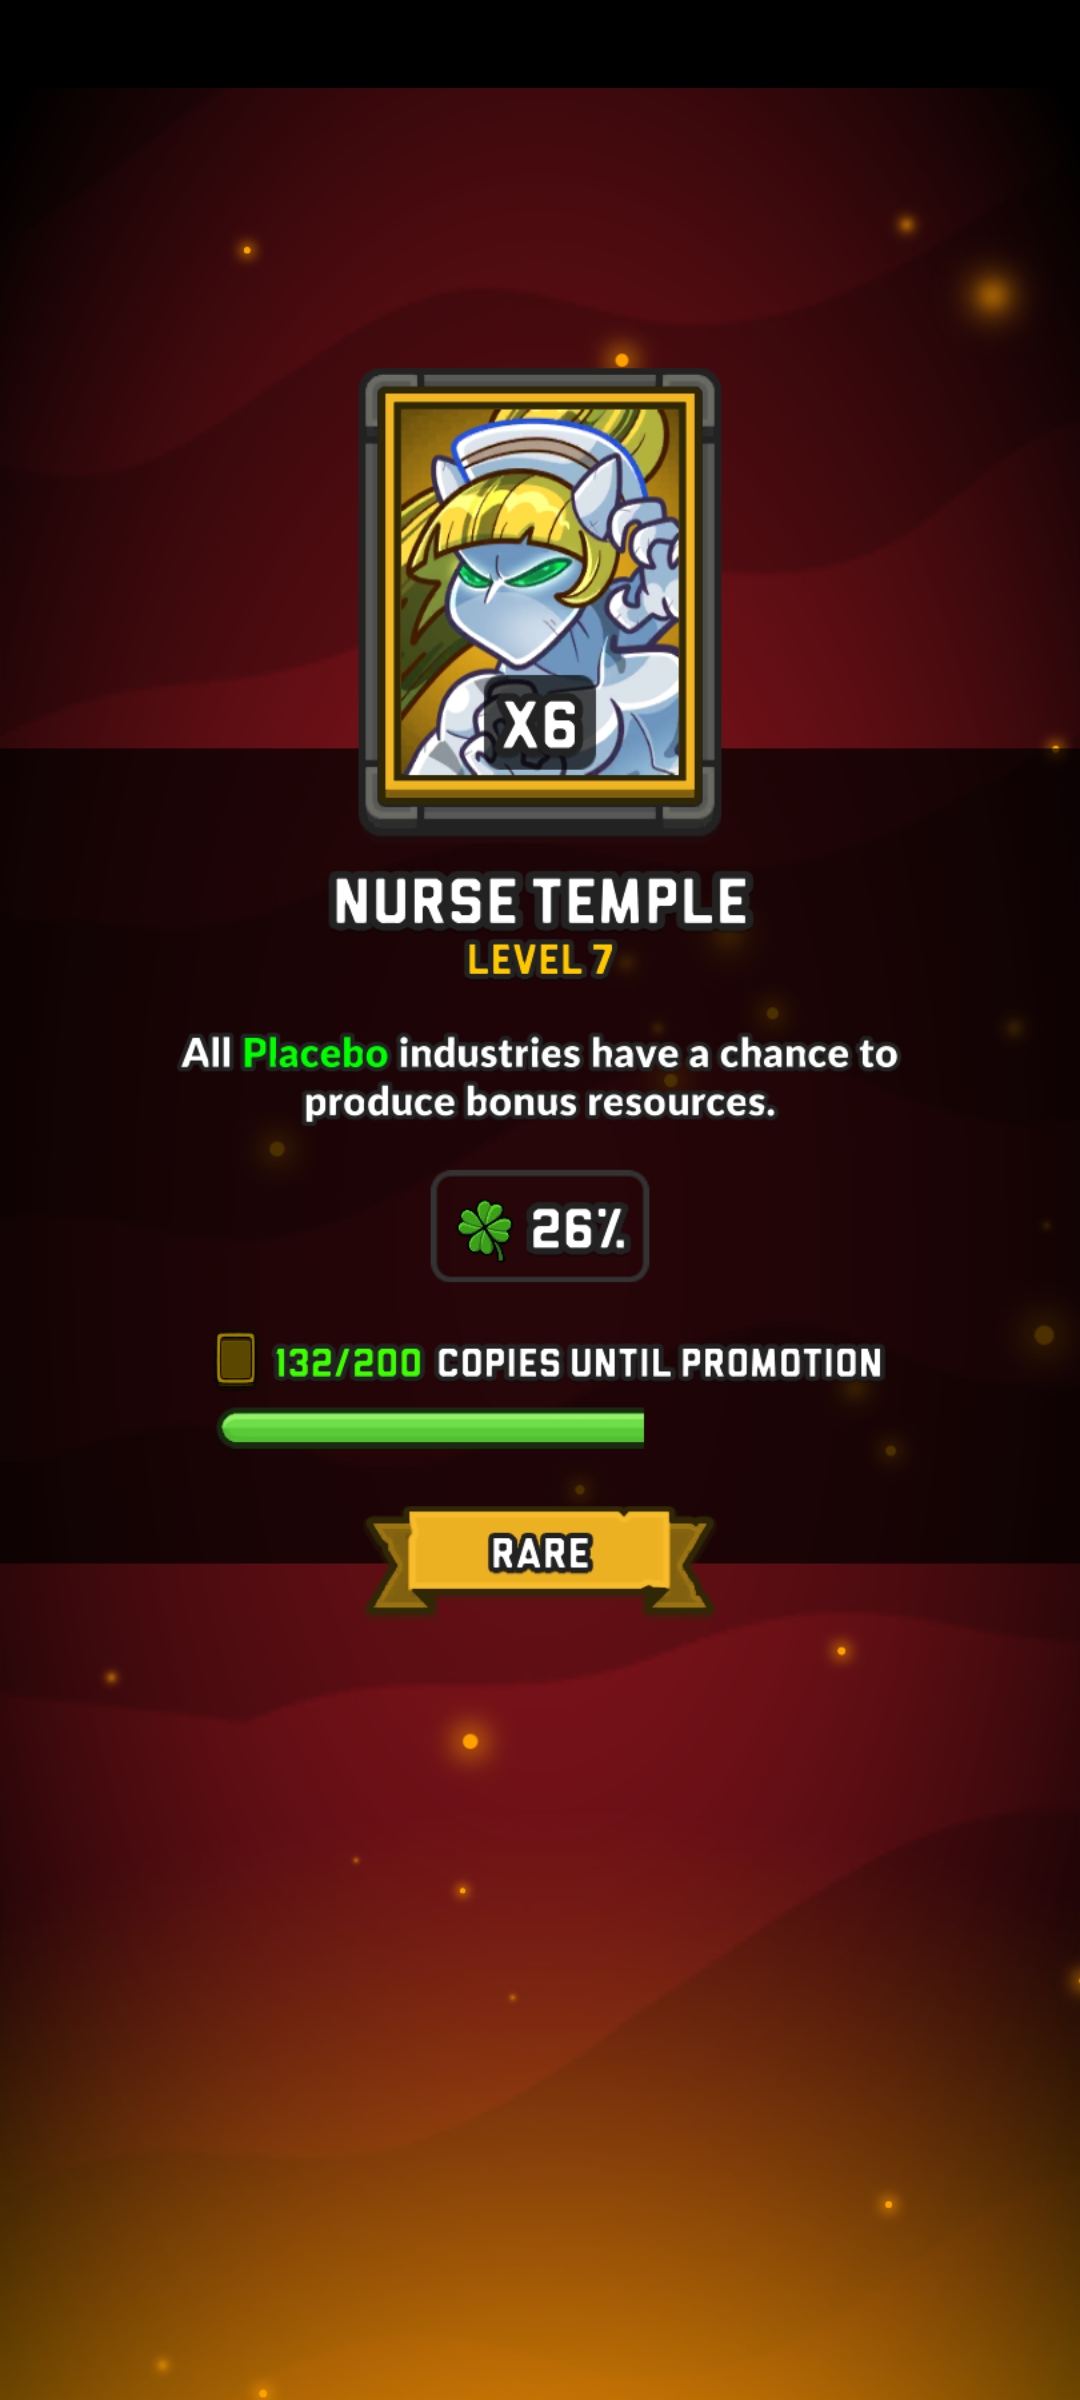 X6
NURSE TEMPLE
LEVEL 7
All Placebo industries have a chance to
produce bonus resources.
26%
132/200 COPIES UNTIL PROMOTION
RARE